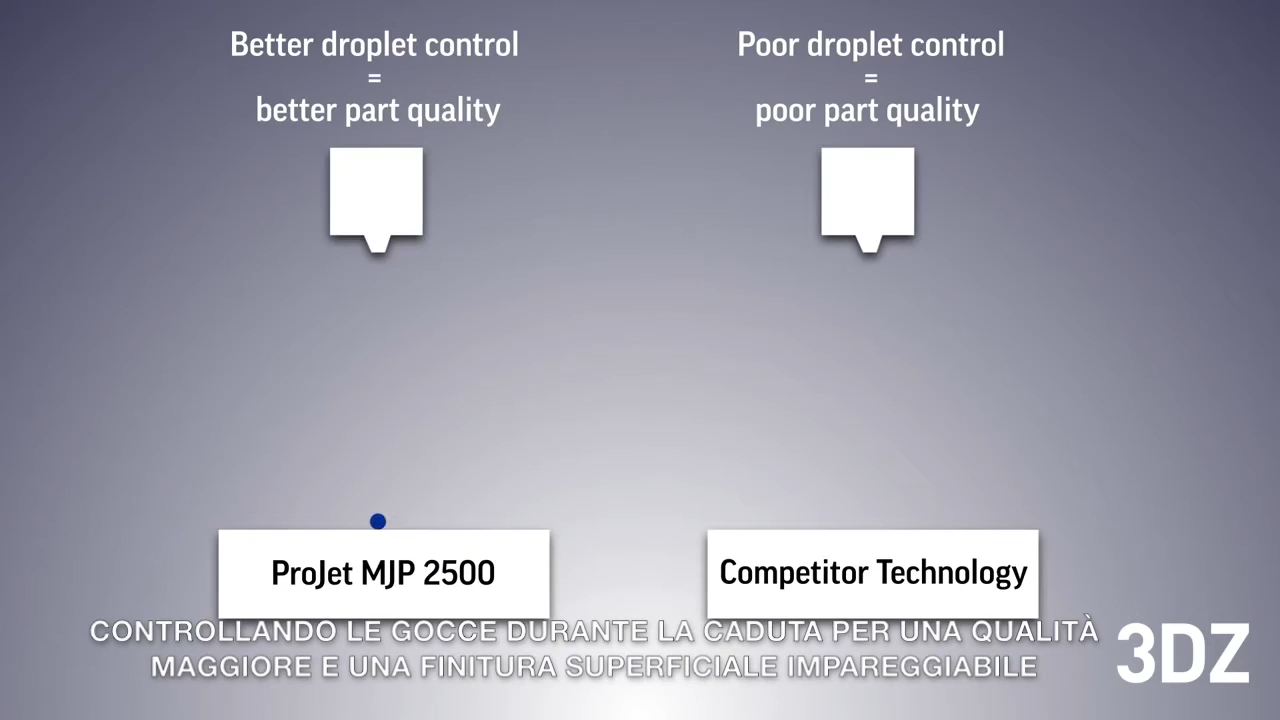 Better droplet control
=
better part quality
Poor droplet control
=
poor part quality
ProJet MJP 2500
Competitor Technology
CONTROLLANDO LE GOCCE DURANTE LA CADUTA PER UNA QUALITÀ
MAGGIORE E UNA FINITURA SUPERFICIALE IMPAREGGIABILE
3DZ